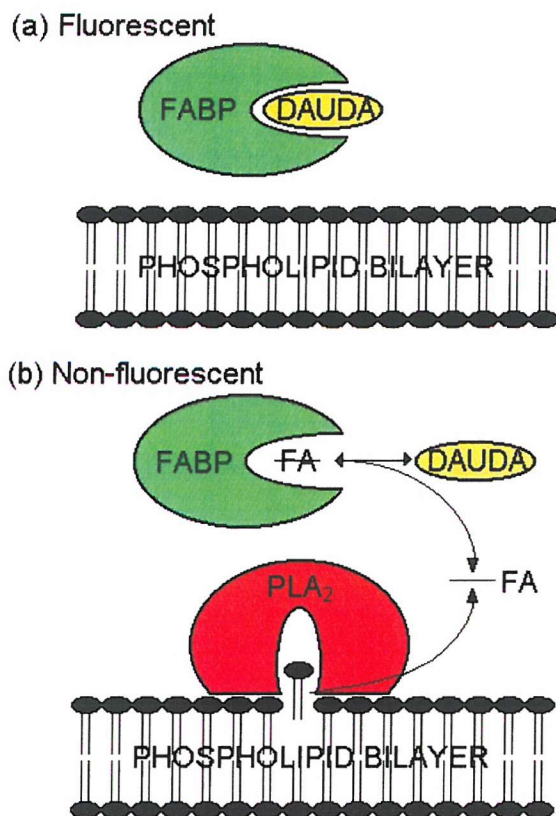 (a) Fluorescent
FABP DAUDA
PHOSPHOLIPID BILAYER
(b) Non-fluorescent
FABP FA DAUDA
FA
PLA₂
PHOSPHOLIPID BILAYER